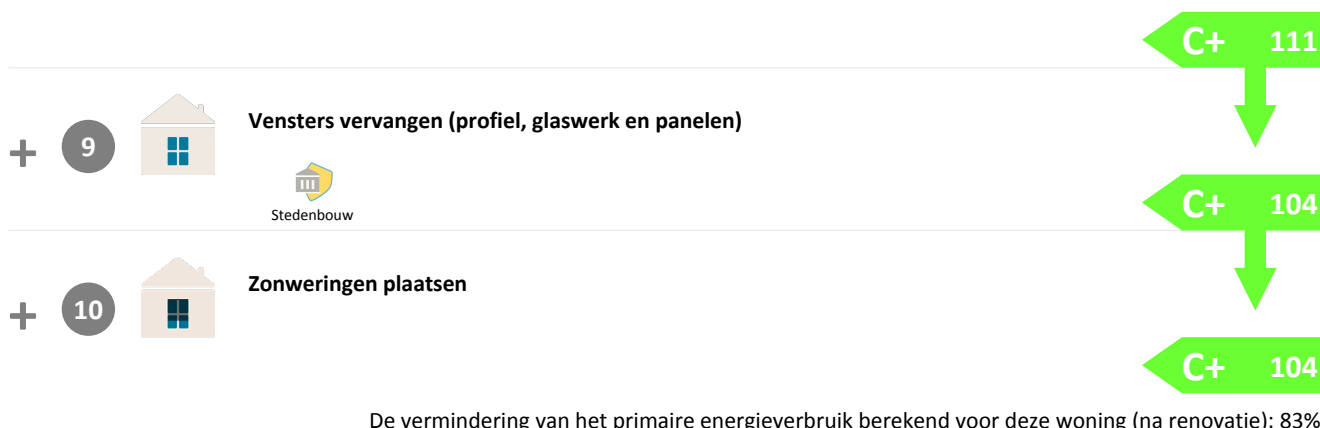 C+ 111
+ 9 Vensters vervangen (profiel, glaswerk en panelen)
Stedenbouw
C+ 104
+ 10 Zonweringen plaatsen
C+ 104
De vermindering van het primaire energieverbruik berekend voor deze woning (na renovatie): 83%